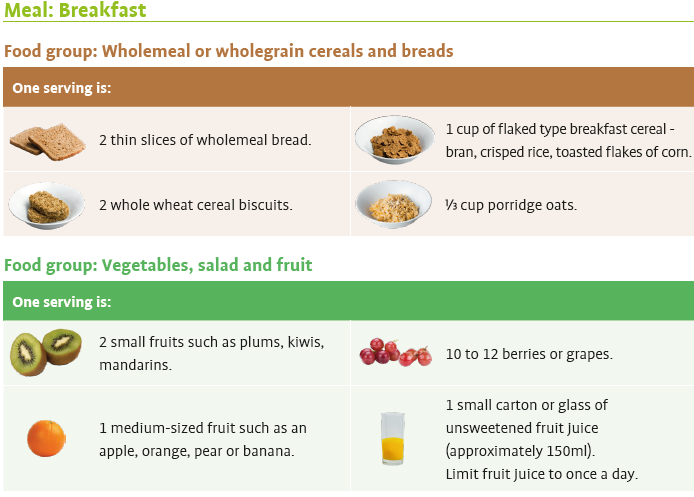 Meal: Breakfast
Food group: Wholemeal or wholegrain cereals and breads
One serving is:
2 thin slices of wholemeal bread.
1 cup of flaked type breakfast cereal -
bran, crisped rice, toasted flakes of corn.
2 whole wheat cereal biscuits.
⅓ cup porridge oats.
Food group: Vegetables, salad and fruit
One serving is:
2 small fruits such as plums, kiwis,
mandarins.
10 to 12 berries or grapes.
1 medium-sized fruit such as an
apple, orange, pear or banana.
1 small carton or glass of
unsweetened fruit juice
(approximately 150ml).
Limit fruit juice to once a day.